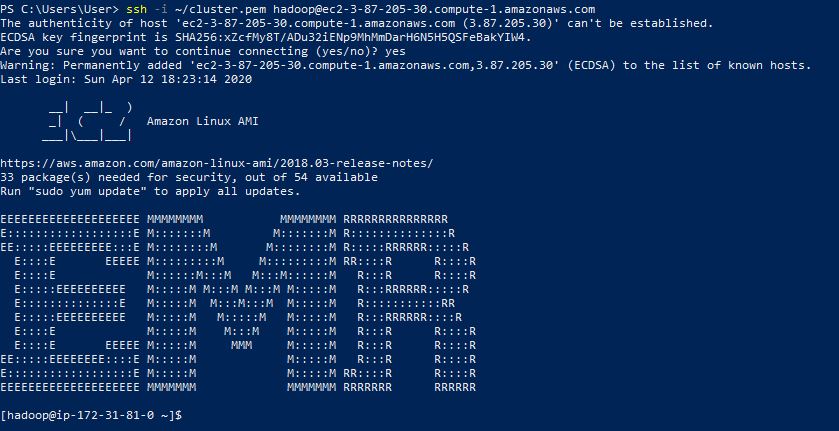 PS C:\Users\User> ssh -i ~/cluster.pem hadoop@ec2-3-87-205-30.compute-1.amazonaws.com
The authenticity of host 'ec2-3-87-205-30.compute-1.amazonaws.com (3.87.205.30)' can't be established.
ECDSA key fingerprint is SHA256:xZcfMy8T/ADu32iENp9MhMmDarH6N5H5QSFeBakYIW4.
Are you sure you want to continue connecting (yes/no)? yes
Warning: Permanently added 'ec2-3-87-205-30.compute-1.amazonaws.com,3.87.205.30' (ECDSA) to the list of known hosts.
Last login: Sun Apr 12 18:23:14 2020

       __|  __|_  )
       _|  (     /   Amazon Linux AMI
      ___|\___|___|

https://aws.amazon.com/amazon-linux-ami/2018.03-release-notes/
33 package(s) needed for security, out of 54 available
Run "sudo yum update" to apply all updates.

EEEEEEEEEEEEEEEEEEEE MMMMMMMM           MMMMMMMM RRRRRRRRRRRRRRR
E::::::::::::::::::E M:::::::M         M:::::::M R::::::::::::::R
EE:::::EEEEEEEEE:::E M::::::::M       M::::::::M R:::::RRRRRR:::::R
  E::::E       EEEEE M:::::::::M     M:::::::::M RR::::R      R::::R
  E::::E             M::::::M:::M   M:::M::::::M   R:::R      R::::R
  E:::::EEEEEEEEEE   M:::::M M:::M M:::M M:::::M   R:::RRRRRR:::::R
  E::::::::::::::E   M:::::M  M:::M:::M  M:::::M   R:::::::::::RR
  E:::::EEEEEEEEEE   M:::::M   M:::::M   M:::::M   R:::RRRRRR::::R
  E::::E             M:::::M    M:::M    M:::::M   R:::R      R::::R
  E::::E       EEEEE M:::::M     MMM     M:::::M   R:::R      R::::R
EE:::::EEEEEEEE::::E M:::::M             M:::::M   R:::R      R::::R
E::::::::::::::::::E M:::::M             M:::::M RR::::R      R::::R
EEEEEEEEEEEEEEEEEEEE MMMMMMM             MMMMMMM RRRRRRR      RRRRRR

[hadoop@ip-172-31-81-0 ~]$